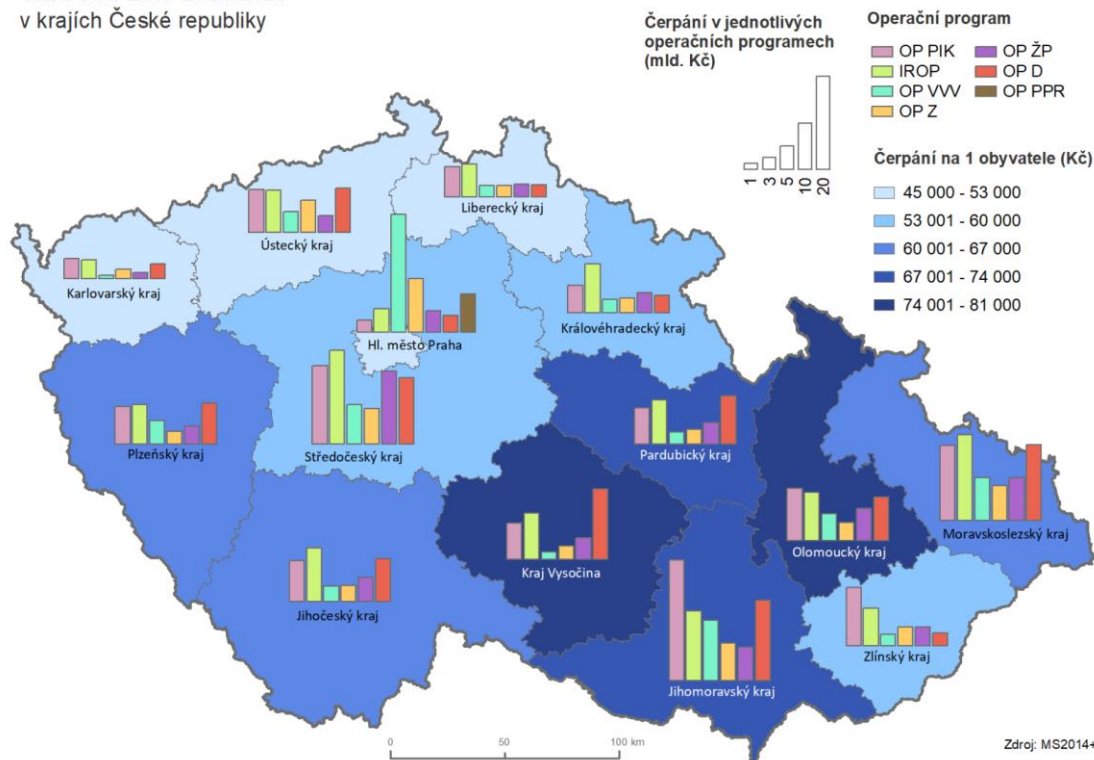 v krajích České republiky
Čerpání v jednotlivých
operačních programech
(mld. Kč)
1
3
5
10
20
Operační program
OP PIK
IROP
OP VVV
OP Z
OP ŽP
OP D
OP PPR
Čerpání na 1 obyvatele (Kč)
45 000 - 53 000
53 001 - 60 000
60 001 - 67 000
67 001 - 74 000
74 001 - 81 000
Liberecký kraj
Ústecký kraj
Karlovarský kraj
Královéhradecký kraj
Hl. město Praha
Plzeňský kraj
Středočeský kraj
Pardubický kraj
Moravskoslezský kraj
Olomoucký kraj
Kraj Vysočina
Jihočeský kraj
Zlínský kraj
Jihomoravský kraj
0
50
100 km
Zdroj: MS2014+